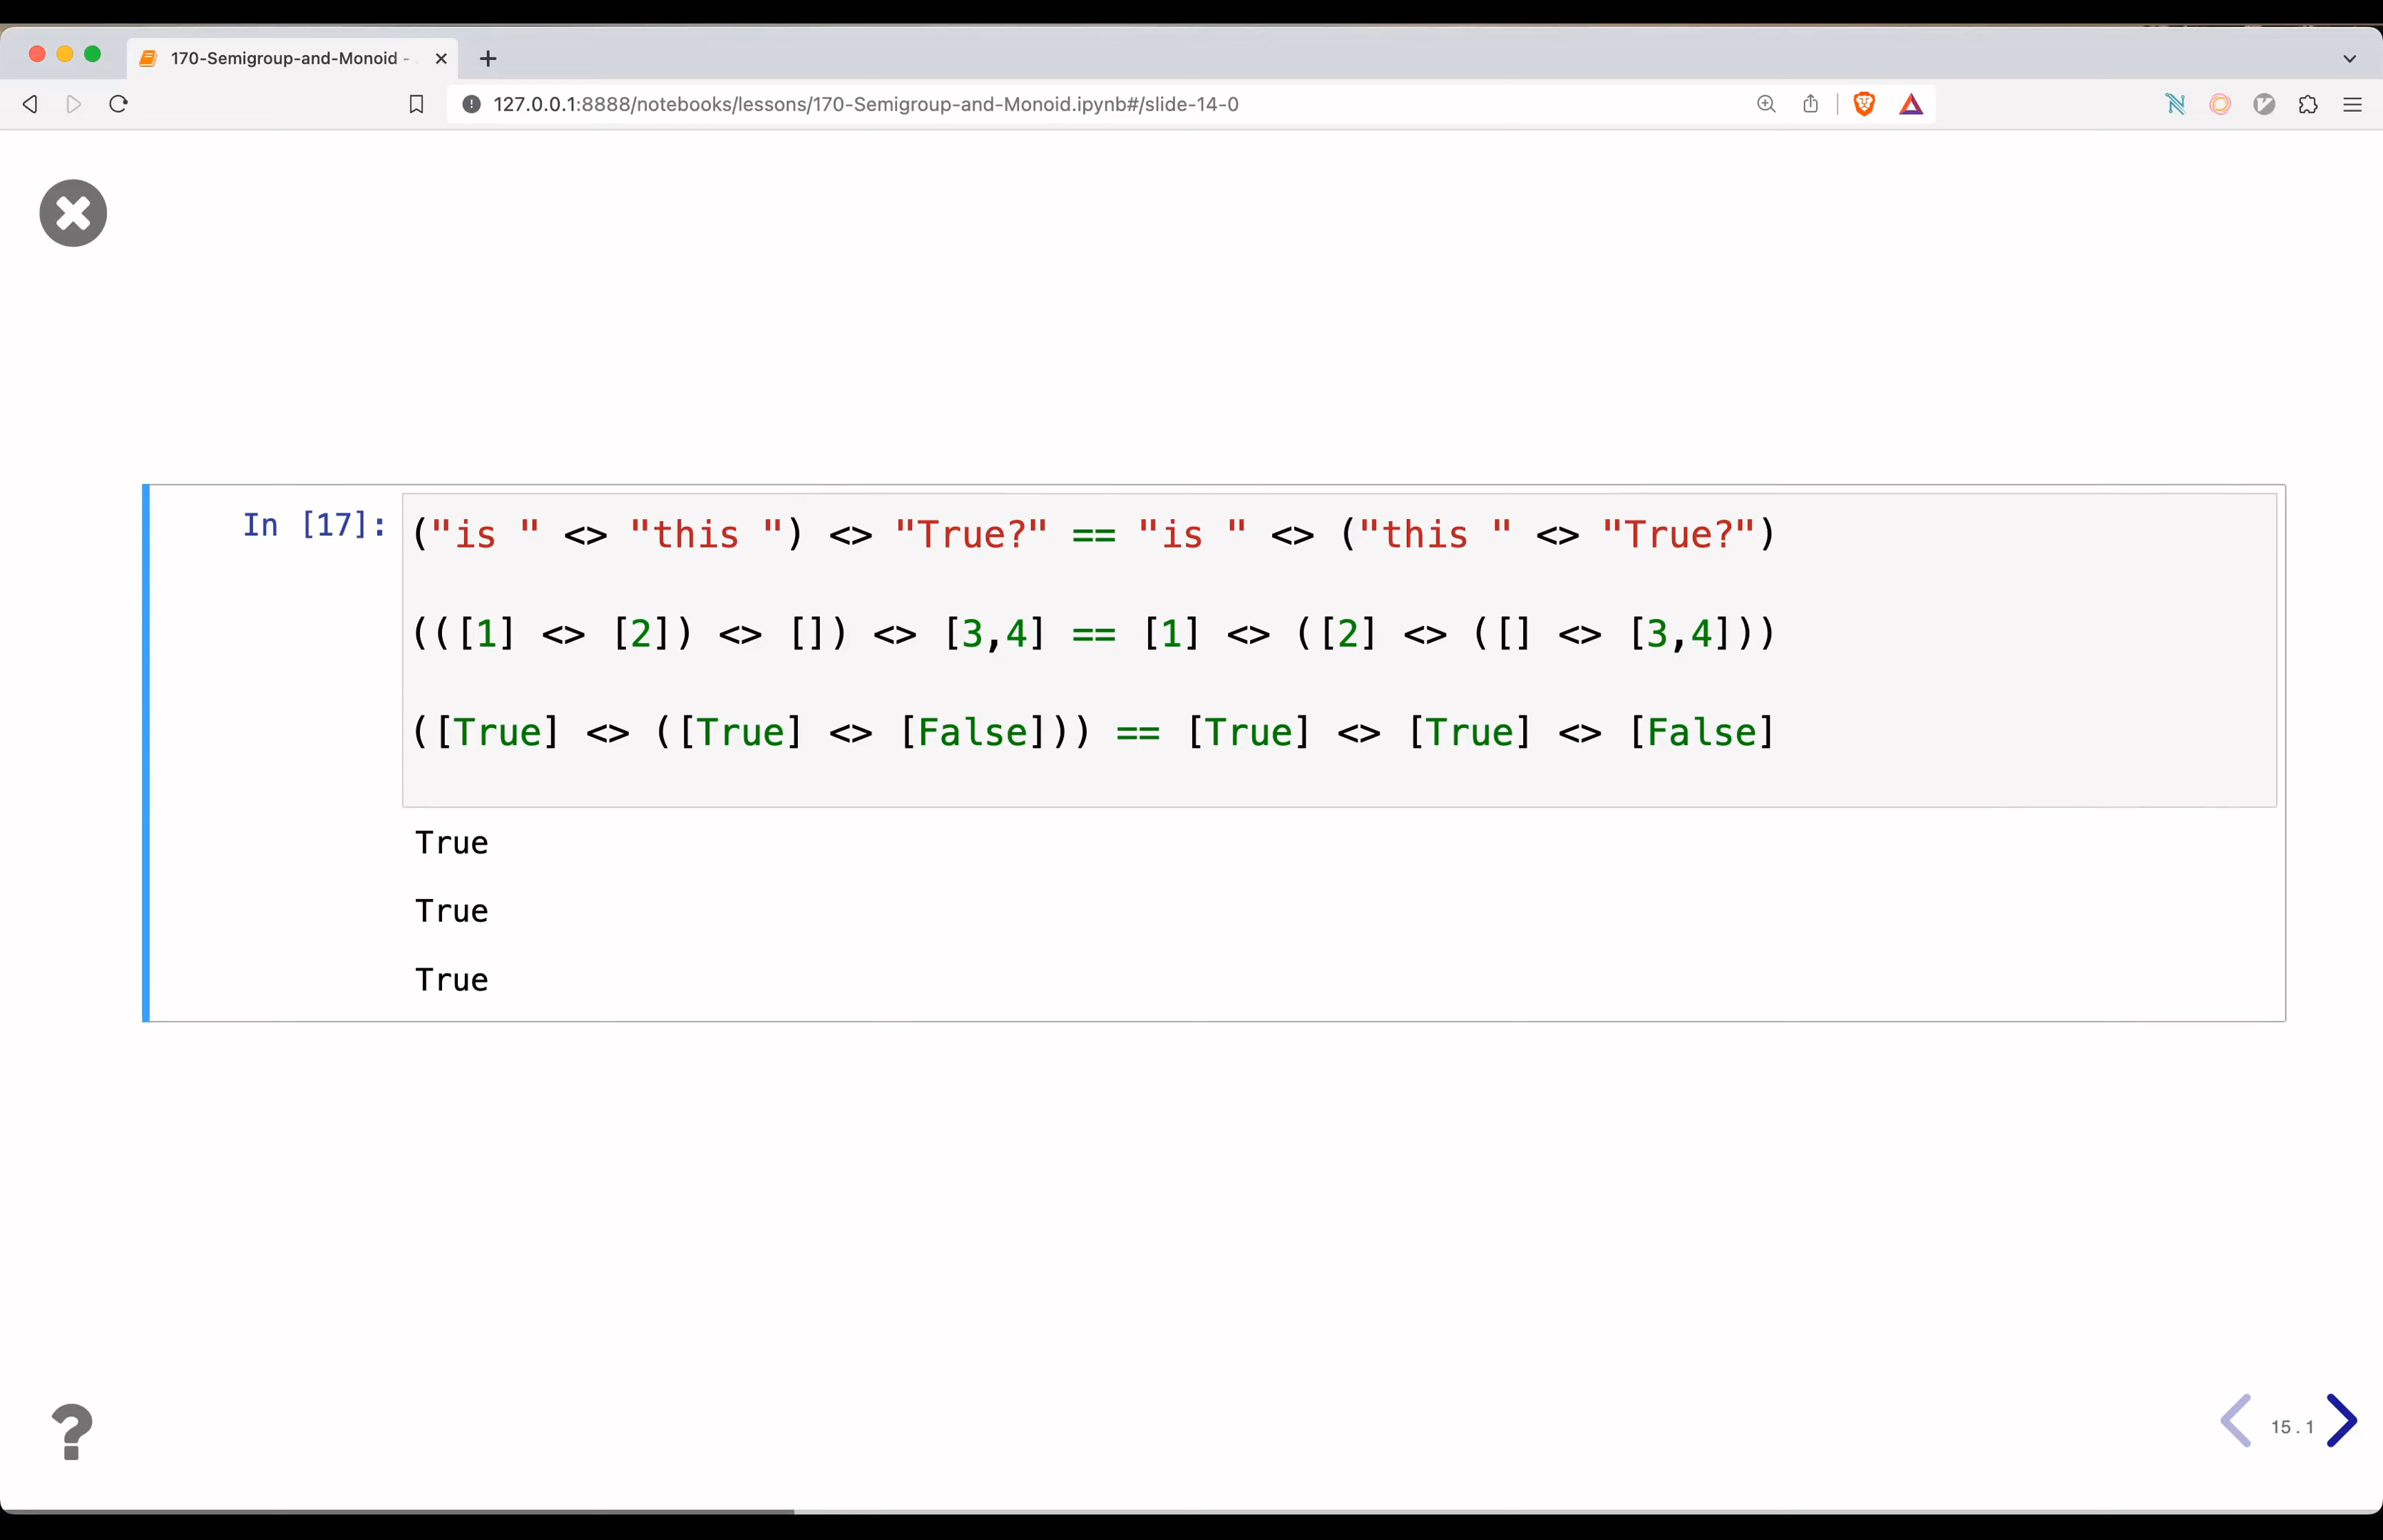 170-Semigroup-and-Monoid -
127.0.0.1:8888/notebooks/lessons/170-Semigroup-and-Monoid.ipynb#/slide-14-0
In [17]:
("is " <> "this ") <> "True?" == "is " <> ("this " <> "True?")
(([1] <> [2]) <> []) <> [3,4] == [1] <> ([2] <> ([] <> [3,4]))
([True] <> ([True] <> [False])) == [True] <> [True] <> [False]
True
True
True
15.1